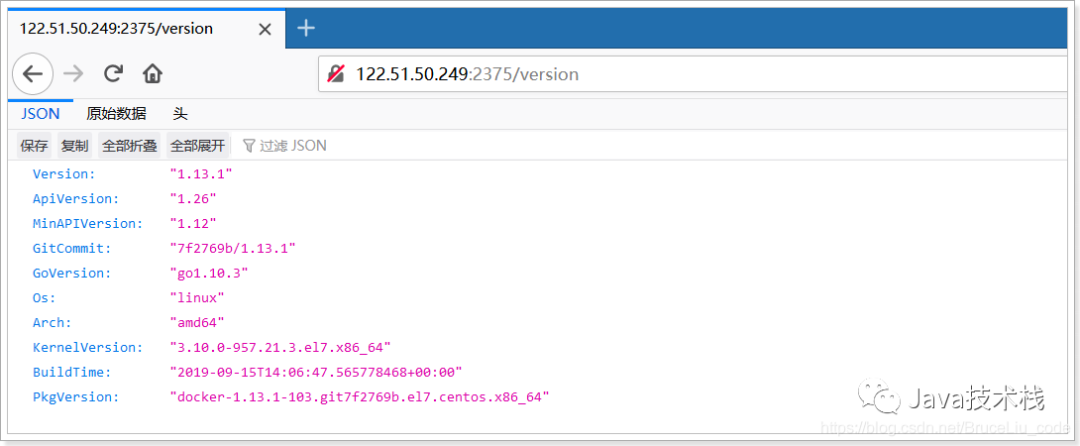 122.51.50.249:2375/version
122.51.50.249:2375/version
JSON 原始数据 头
保存 复制 全部折叠 全部展开 过滤 JSON
Version: "1.13.1"
ApiVersion: "1.26"
MinAPIVersion: "1.12"
GitCommit: "7f2769b/1.13.1"
GoVersion: "go1.10.3"
Os: "linux"
Arch: "amd64"
KernelVersion: "3.10.0-957.21.3.el7.x86_64"
BuildTime: "2019-09-15T14:06:47.565778468+00:00"
PkgVersion: "docker-1.13.1-103.git7f2769b.el7.centos.x86_64"
Java技术栈
https://blog.csdn.net/BruceLiu_code